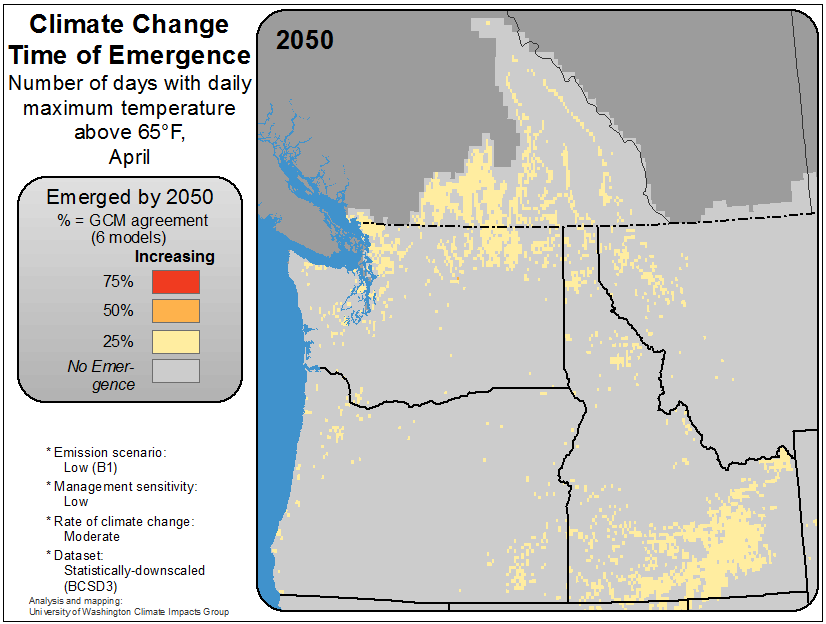 Climate Change
Time of Emergence
Number of days with daily
maximum temperature
above 65°F,
April
Emerged by 2050
% = GCM agreement
(6 models)
Increasing
75%
50%
25%
No Emer-
gence
* Emission scenario:
Low (B1)
* Management sensitivity:
Low
* Rate of climate change:
Moderate
* Dataset:
Statistically-downscaled
(BCSD3)
Analysis and mapping:
University of Washington Climate Impacts Group
2050